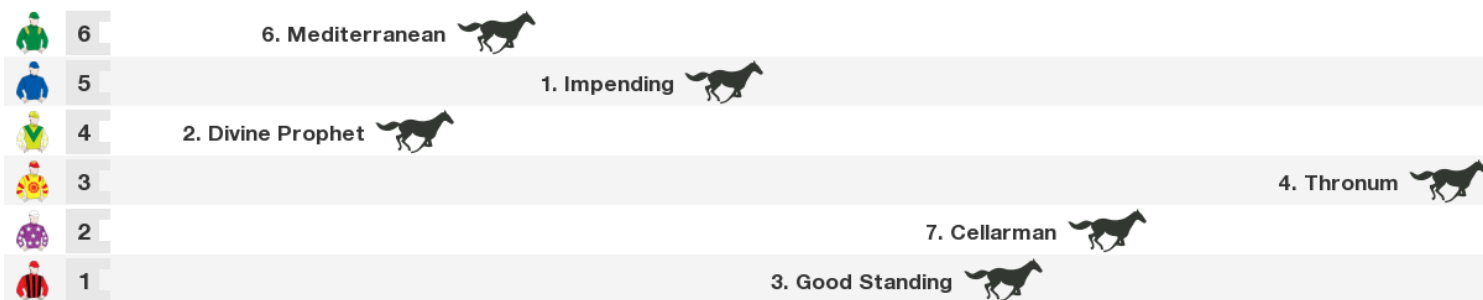 6 6. Mediterranean
5 1. Impending
4 2. Divine Prophet
3 4. Thronum
2 7. Cellarman
1 3. Good Standing